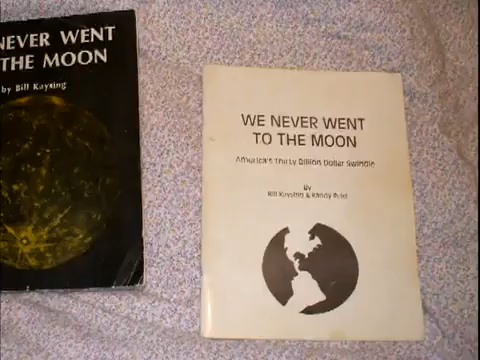 NEVER WENT
THE MOON
by Bill Kaysing
WE NEVER WENT
TO THE MOON
America's Thirty Billion Dollar Swindle
By
Bill Kaysing & Randy Reid